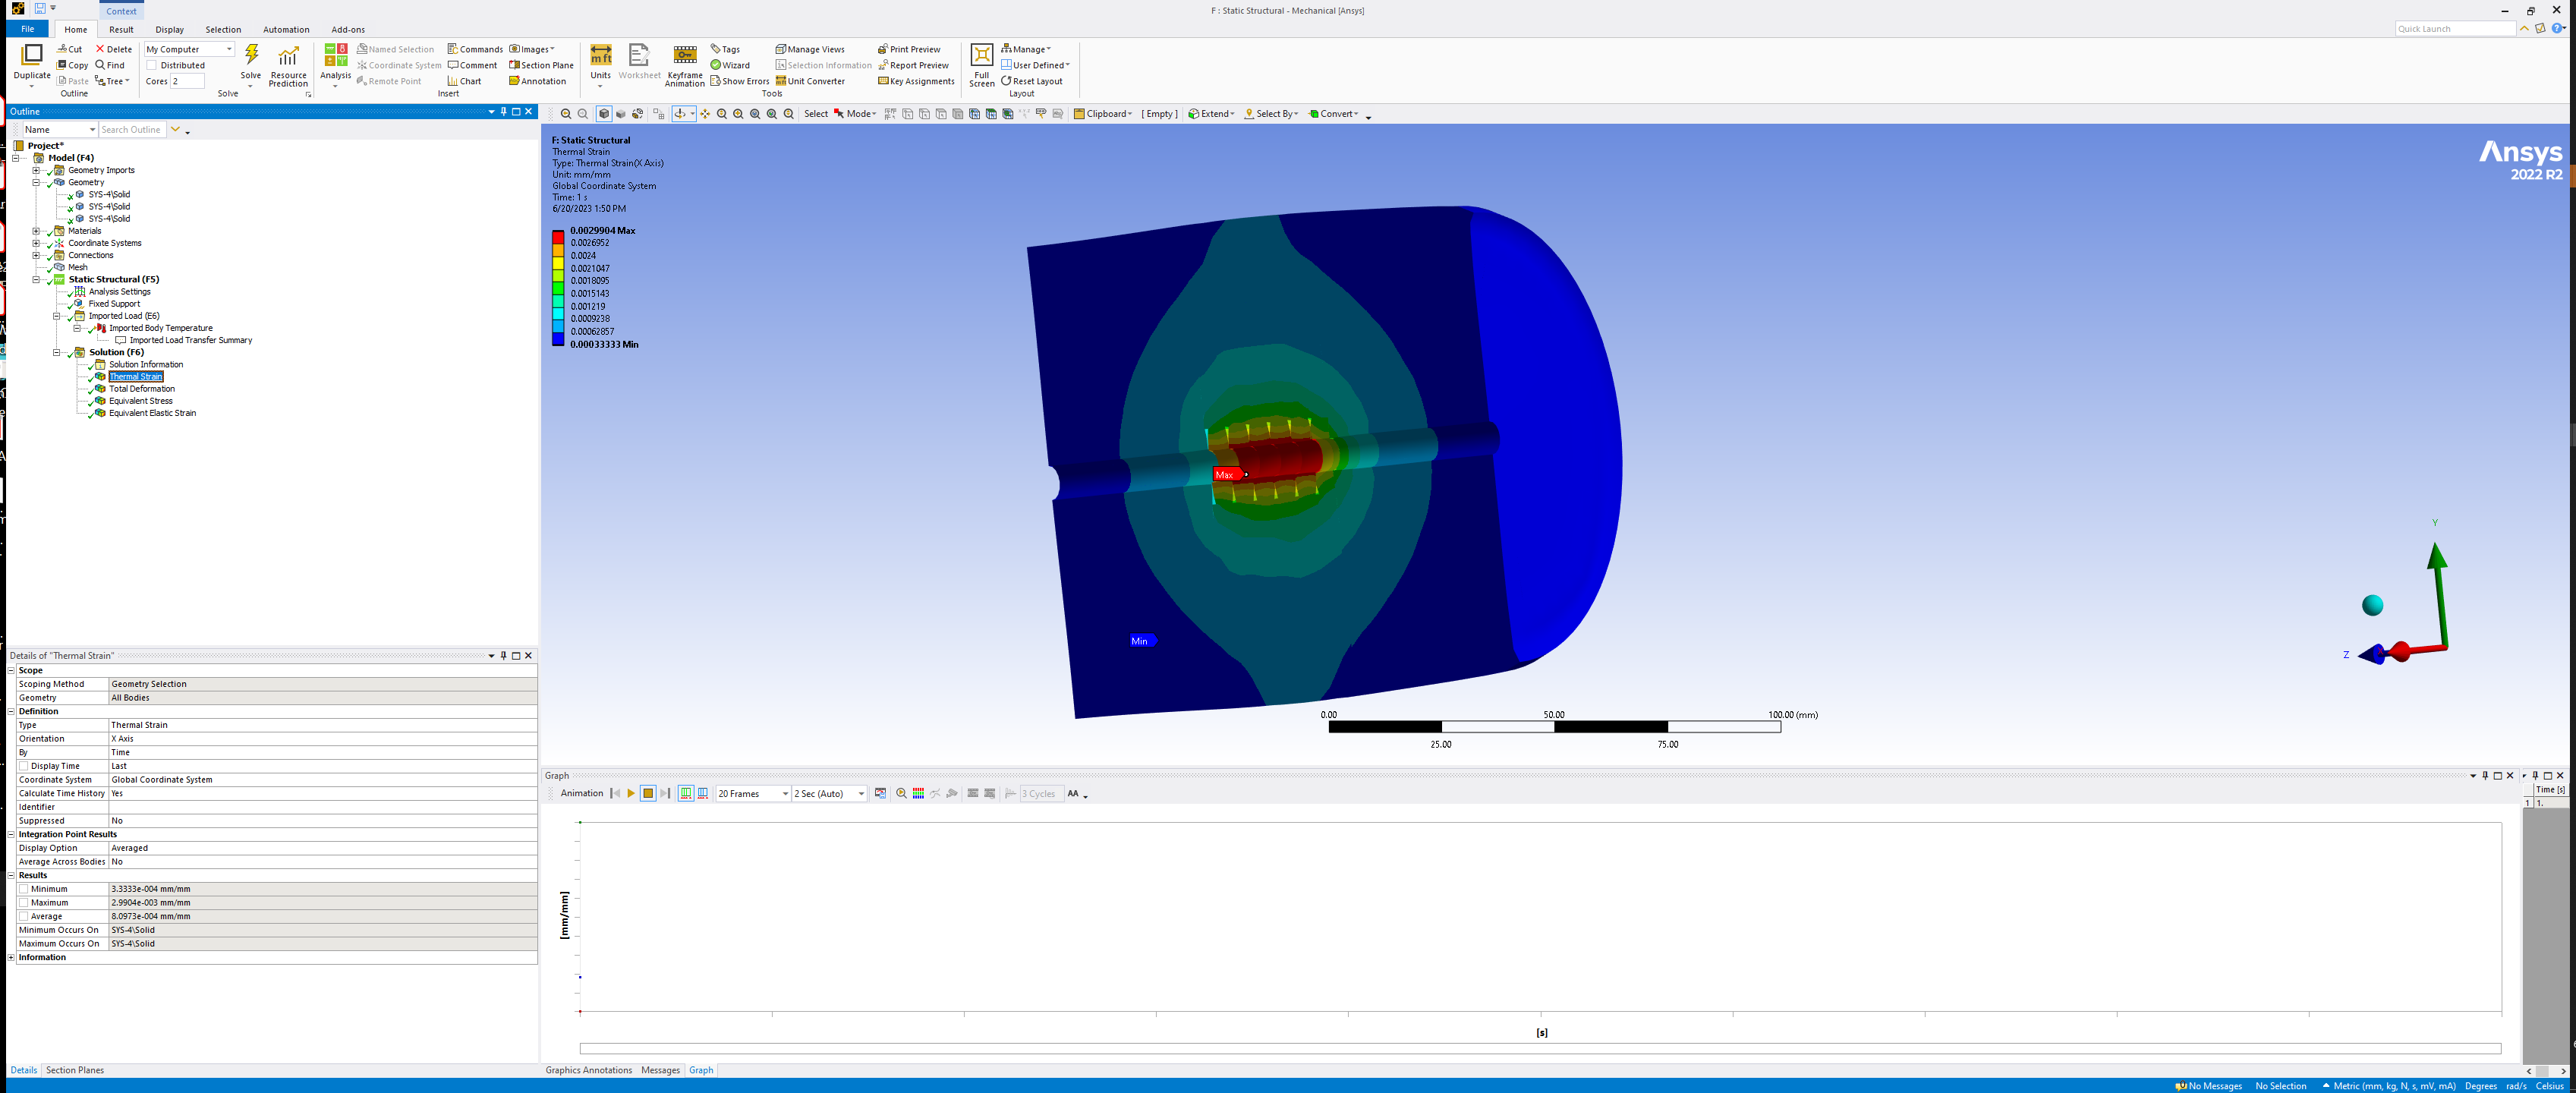 Context
F : Static Structural - Mechanical [Ansys]
File Home Result Display Selection Automation Add-ons
Quick Launch
Duplicate
Cut
Copy
Paste
Delete
Find
Tree
Outline
My Computer
Distributed
Cores 2
Solve
Resource
Prediction
Solve
Analysis
Named Selection
Coordinate System
Remote Point
Commands
Comment
Chart
Images
Section Plane
Annotation
Insert
Units
Worksheet
Keyframe
Animation
Tags
Wizard
Show Errors
Manage Views
Selection Information
Unit Converter
Print Preview
Report Preview
Key Assignments
Tools
Full
Screen
Manage
User Defined
Reset Layout
Layout
Outline
Name
Search Outline
Project*
Model (F4)
Geometry Imports
Geometry
SYS-4\Solid
SYS-4\Solid
SYS-4\Solid
Materials
Coordinate Systems
Connections
Mesh
Static Structural (F5)
Analysis Settings
Fixed Support
Imported Load (E6)
Imported Body Temperature
Imported Load Transfer Summary
Solution (F6)
Solution Information
Thermal Strain
Total Deformation
Equivalent Stress
Equivalent Elastic Strain
Select Mode Clipboard [ Empty ] Extend Select By Convert
F: Static Structural
Thermal Strain
Type: Thermal Strain(X Axis)
Unit: mm/mm
Global Coordinate System
Time: 1 s
6/20/2023 1:50 PM
0.0029904 Max
0.0026952
0.0024
0.0021047
0.0018095
0.0015143
0.001219
0.0009238
0.00062857
0.00033333 Min
Ansys
2022 R2
Max
Min
Y
Z
0.00 50.00 100.00 (mm)
25.00 75.00
Details of "Thermal Strain"
Scope
Scoping Method Geometry Selection
Geometry All Bodies
Definition
Type Thermal Strain
Orientation X Axis
By Time
Display Time Last
Coordinate System Global Coordinate System
Calculate Time History Yes
Identifier
Suppressed No
Integration Point Results
Display Option Averaged
Average Across Bodies No
Results
Minimum 3.3333e-004 mm/mm
Maximum 2.9904e-003 mm/mm
Average 8.0973e-004 mm/mm
Minimum Occurs On SYS-4\Solid
Maximum Occurs On SYS-4\Solid
Information
Details Section Planes
Graph
Animation 20 Frames 2 Sec (Auto) 3 Cycles AA
[mm/mm]
[s]
Time [s]
1 1.
Graphics Annotations Messages Graph
No Messages No Selection Metric (mm, kg, N, s, mV, mA) Degrees rad/s Celsius